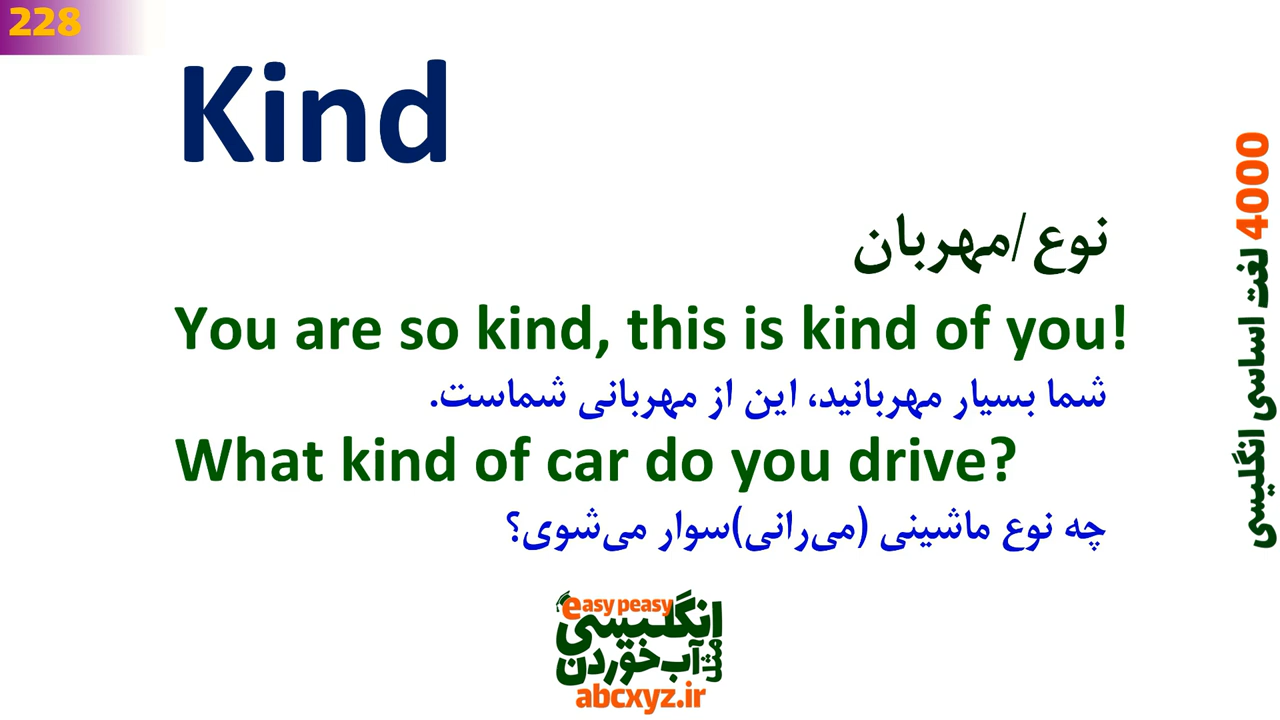 228
Kind
نوع/مهربان
You are so kind, this is kind of you!
شما بسیار مهربانید، این از مهربانی شماست.
What kind of car do you drive?
چه نوع ماشینی (می‌رانی)سوار می‌شوی؟
4000 لغت اساسی انگلیسی
easy peasy
انگلیسی
مثل آب خوردن
abcxyz.ir